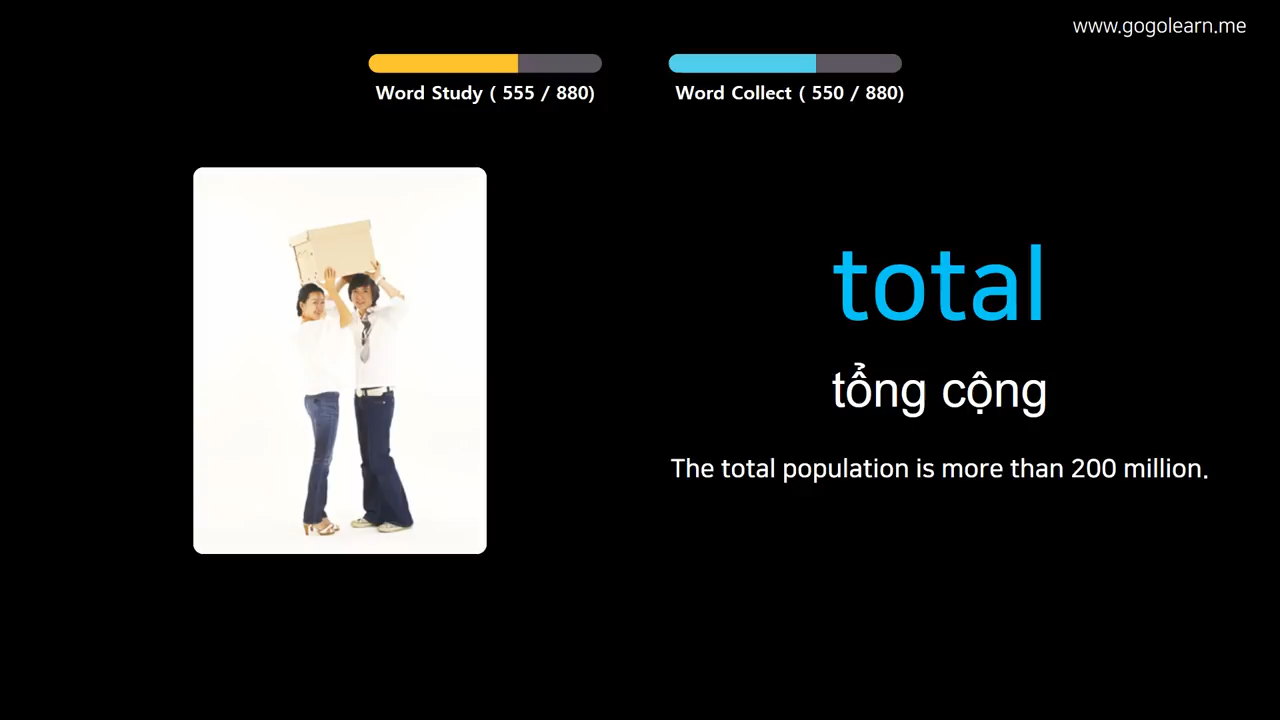 www.gogolearn.me
Word Study ( 555 / 880)
Word Collect ( 550 / 880)
total
tổng cộng
The total population is more than 200 million.